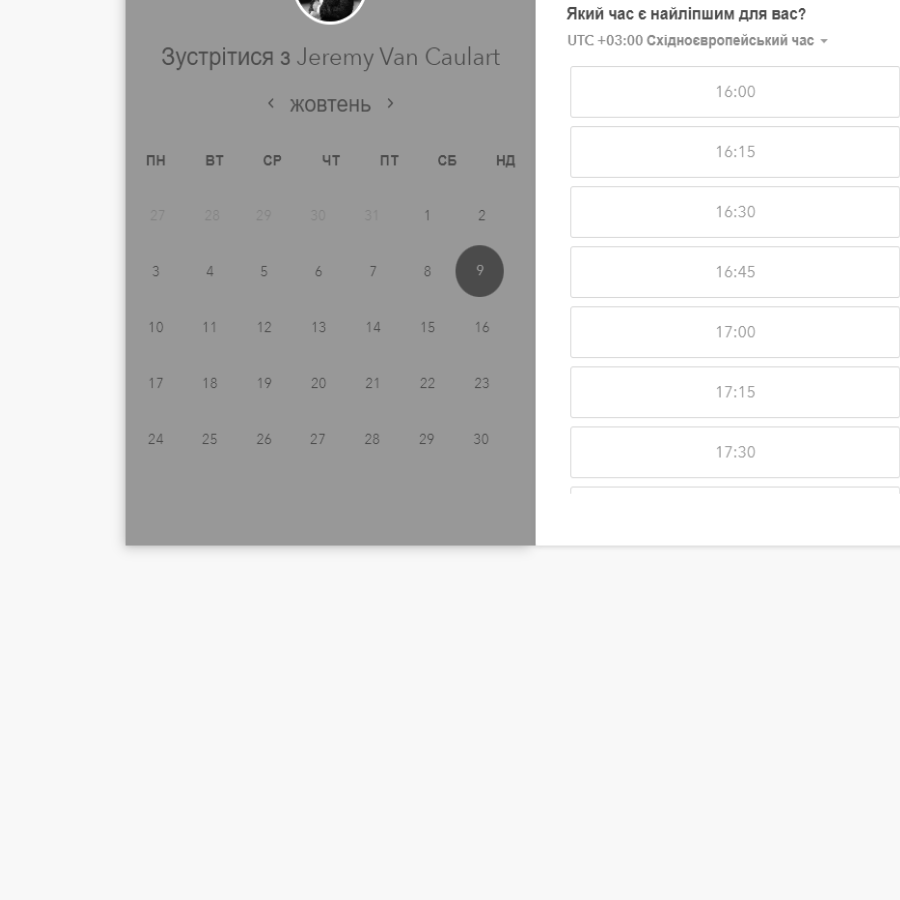 Зустрітися з Jeremy Van Caulart
жовтень
ПН ВТ СР ЧТ ПТ СБ НД
27 28 29 30 31 1 2
3 4 5 6 7 8 9
10 11 12 13 14 15 16
17 18 19 20 21 22 23
24 25 26 27 28 29 30
Який час є найліпшим для вас?
UTC +03:00 Східноєвропейський час
16:00
16:15
16:30
16:45
17:00
17:15
17:30